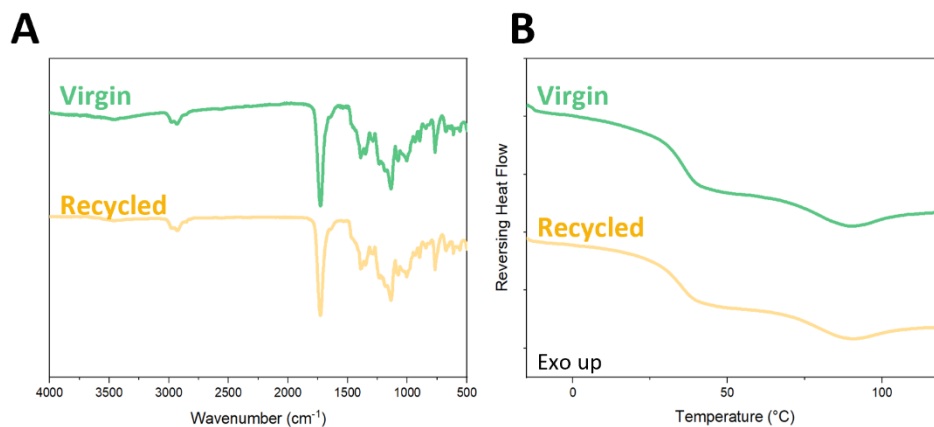 A
Virgin
Recycled
4000 3500 3000 2500 2000 1500 1000 500
Wavenumber (cm⁻¹)
B
Virgin
Recycled
Reversing Heat Flow
Exo up
0 50 100
Temperature (°C)